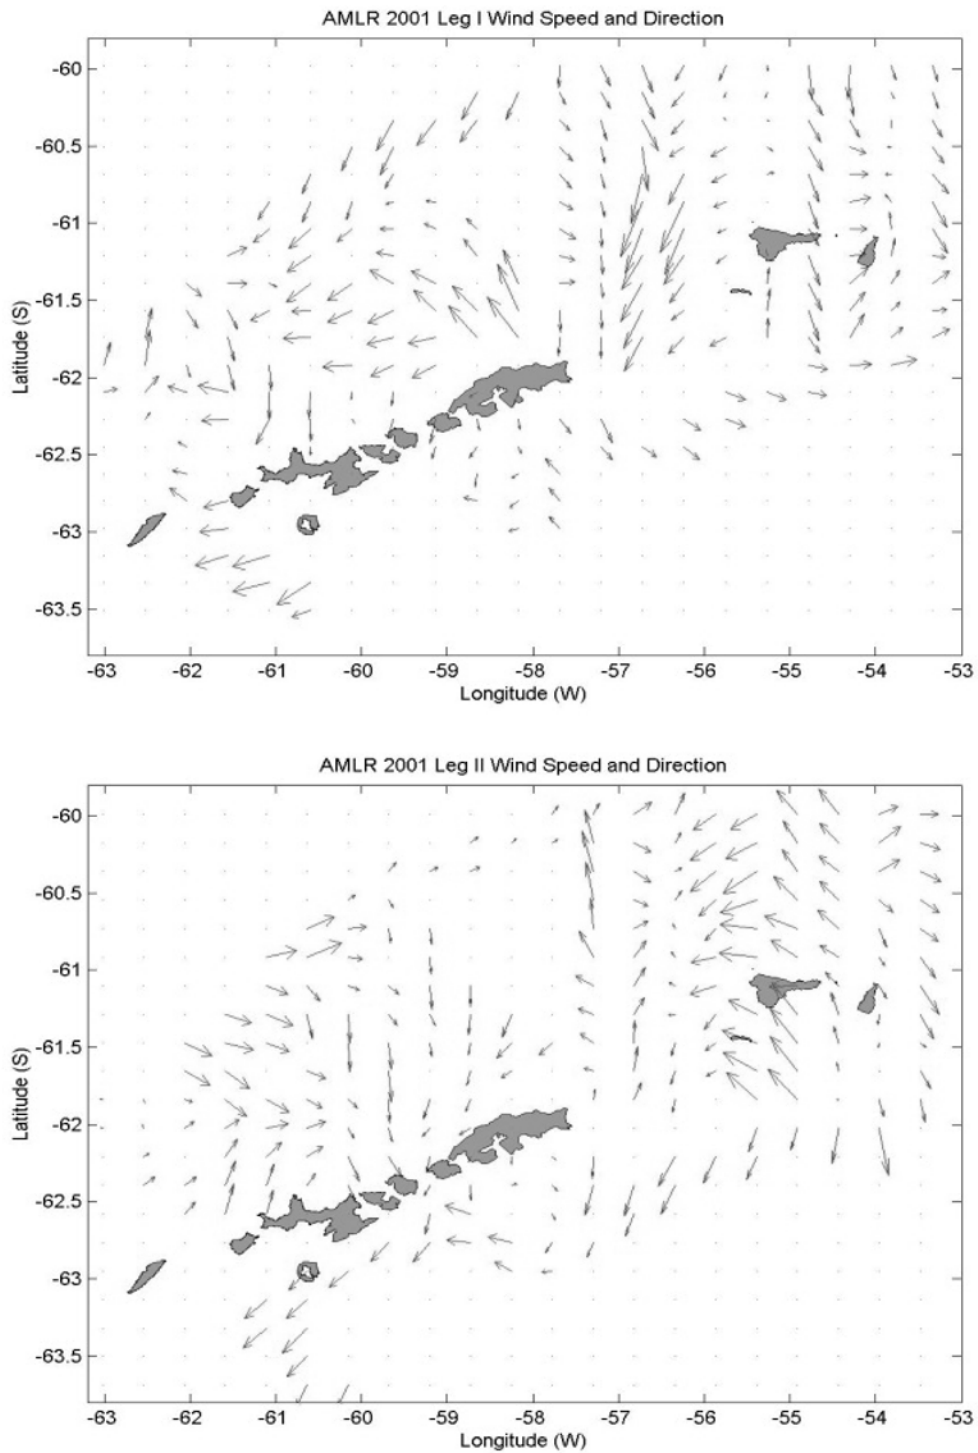 AMLR 2001 Leg I Wind Speed and Direction
-60
-60.5
-61
-61.5
-62
-62.5
-63
-63.5
Latitude (S)
-63 -62 -61 -60 -59 -58 -57 -56 -55 -54 -53
Longitude (W)
AMLR 2001 Leg II Wind Speed and Direction
-60
-60.5
-61
-61.5
-62
-62.5
-63
-63.5
Latitude (S)
-63 -62 -61 -60 -59 -58 -57 -56 -55 -54 -53
Longitude (W)